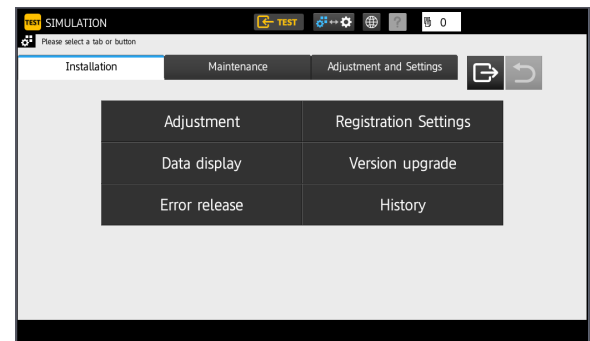 TEST SIMULATION TEST ? 0
Please select a tab or button
Installation Maintenance Adjustment and Settings
Adjustment Registration Settings
Data display Version upgrade
Error release History